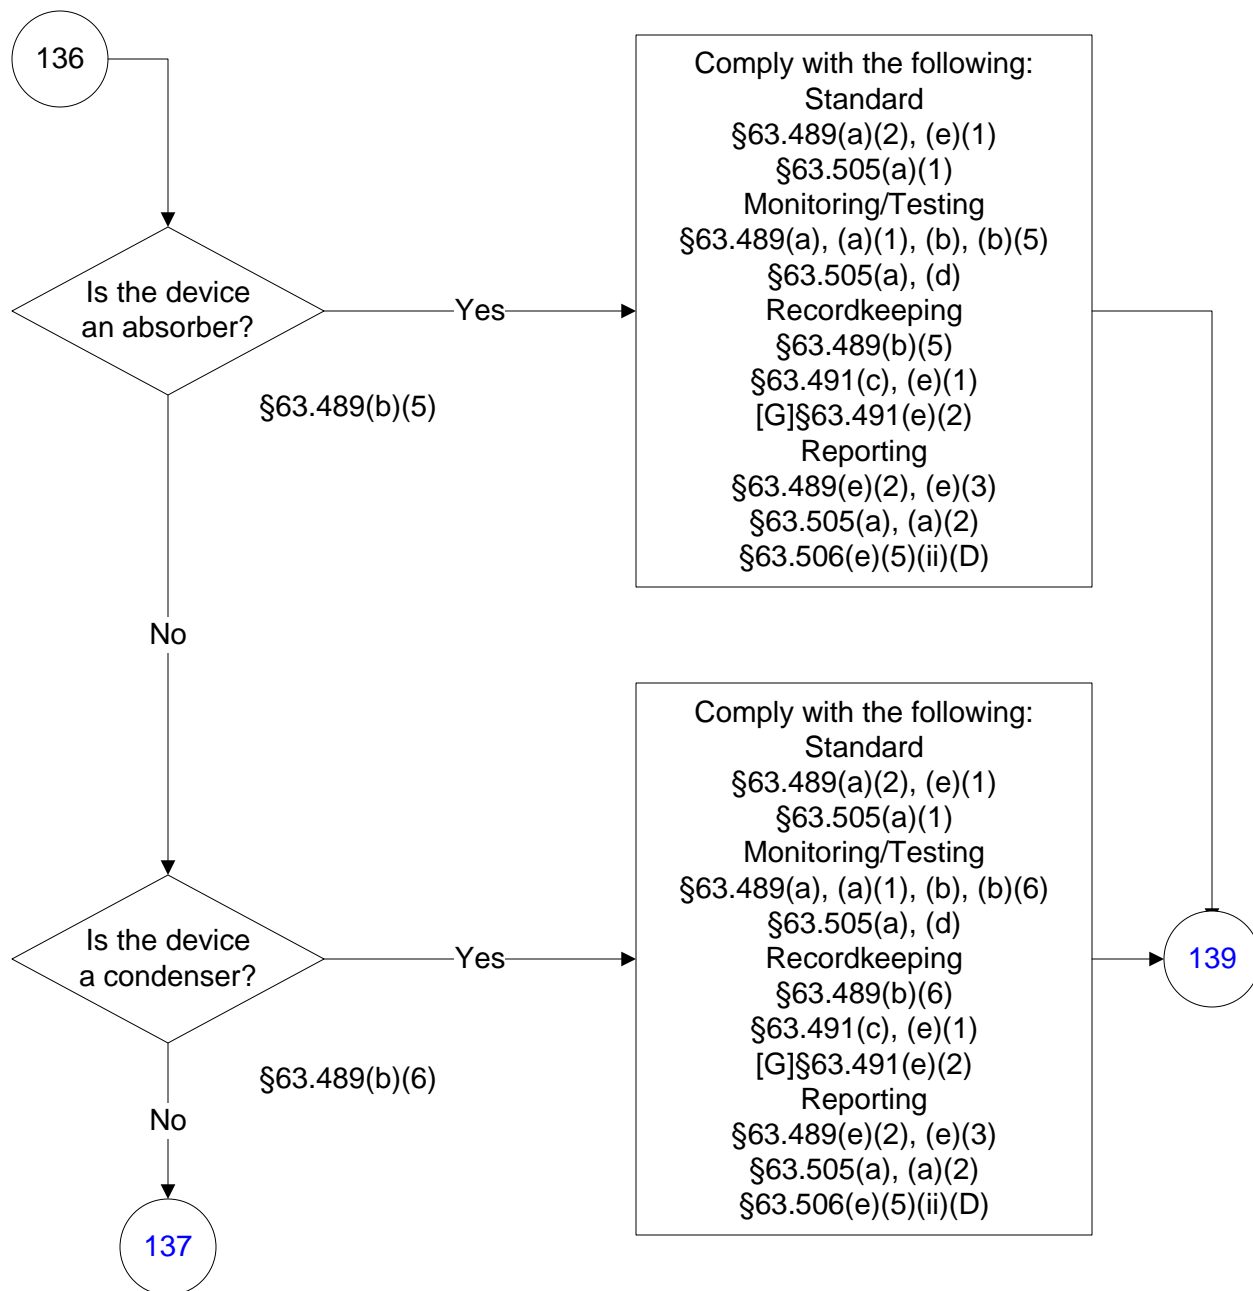 136
Comply with the following:
Standard
§63.489(a)(2), (e)(1)
§63.505(a)(1)
Monitoring/Testing
§63.489(a), (a)(1), (b), (b)(5)
§63.505(a), (d)
Recordkeeping
§63.489(b)(5)
§63.491(c), (e)(1)
[G]§63.491(e)(2)
Reporting
§63.489(e)(2), (e)(3)
§63.505(a), (a)(2)
§63.506(e)(5)(ii)(D)
Is the device
an absorber?
Yes
§63.489(b)(5)
No
Comply with the following:
Standard
§63.489(a)(2), (e)(1)
§63.505(a)(1)
Monitoring/Testing
§63.489(a), (a)(1), (b), (b)(6)
§63.505(a), (d)
Recordkeeping
§63.489(b)(6)
§63.491(c), (e)(1)
[G]§63.491(e)(2)
Reporting
§63.489(e)(2), (e)(3)
§63.505(a), (a)(2)
§63.506(e)(5)(ii)(D)
Is the device
a condenser?
Yes
139
§63.489(b)(6)
No
137